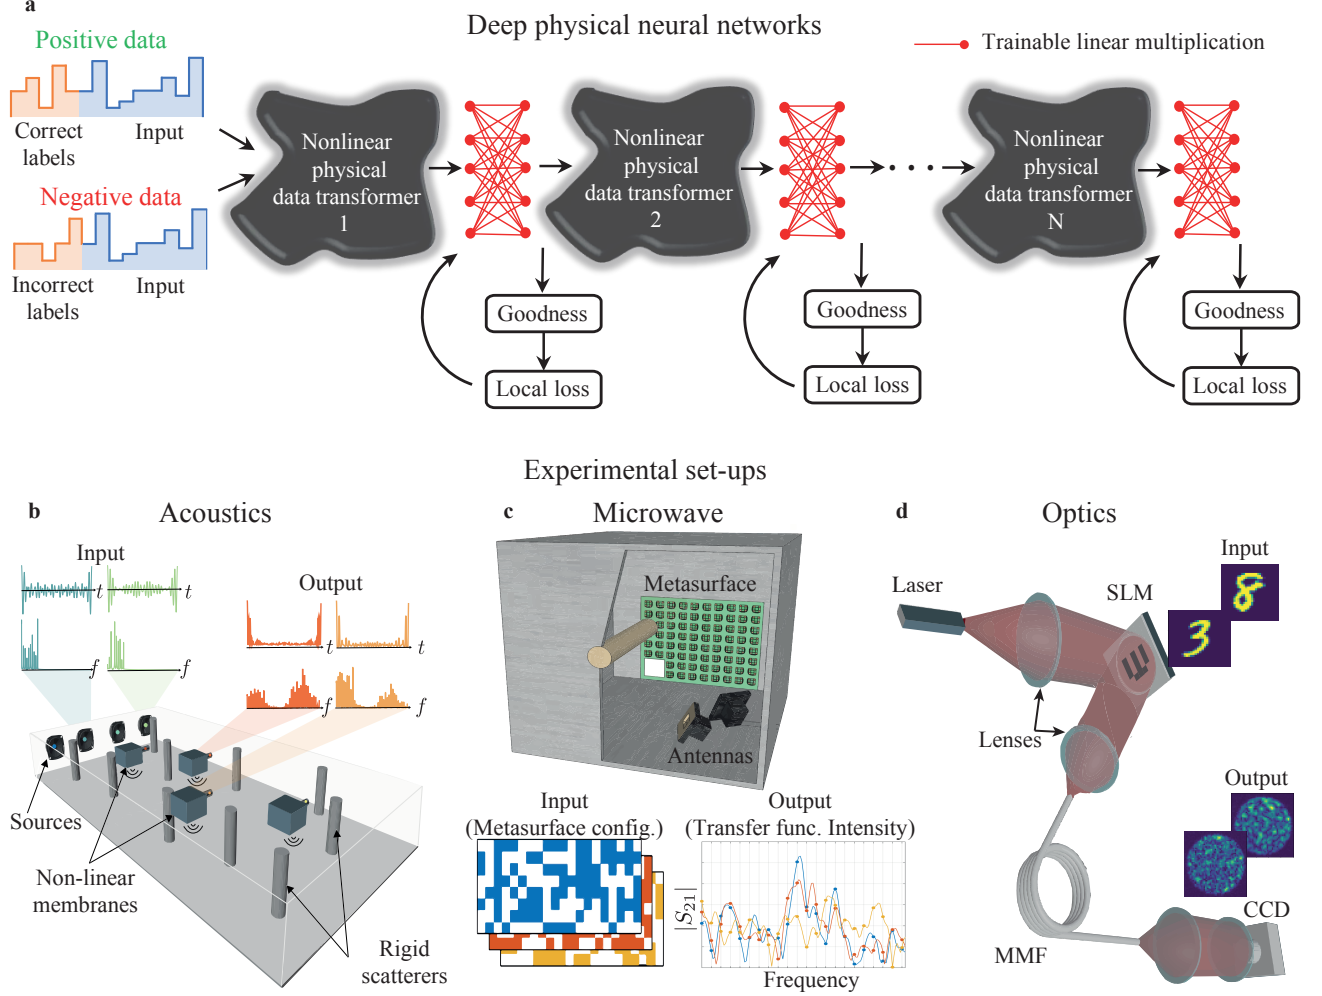 a
Deep physical neural networks
Trainable linear multiplication
Positive data
Correct
labels
Input
Negative data
Incorrect
labels
Input
Nonlinear
physical
data transformer
1
Nonlinear
physical
data transformer
2
Nonlinear
physical
data transformer
N
Goodness
Local loss
Goodness
Local loss
Goodness
Local loss
Experimental set-ups
b
Acoustics
Input
t
t
f
f
Output
t
t
f
f
Sources
Non-linear
membranes
Rigid
scatterers
c
Microwave
Metasurface
Antennas
Input
(Metasurface config.)
Output
(Transfer func. Intensity)
|S21|
Frequency
d
Optics
Laser
SLM
Input
8
3
Lenses
Output
CCD
MMF